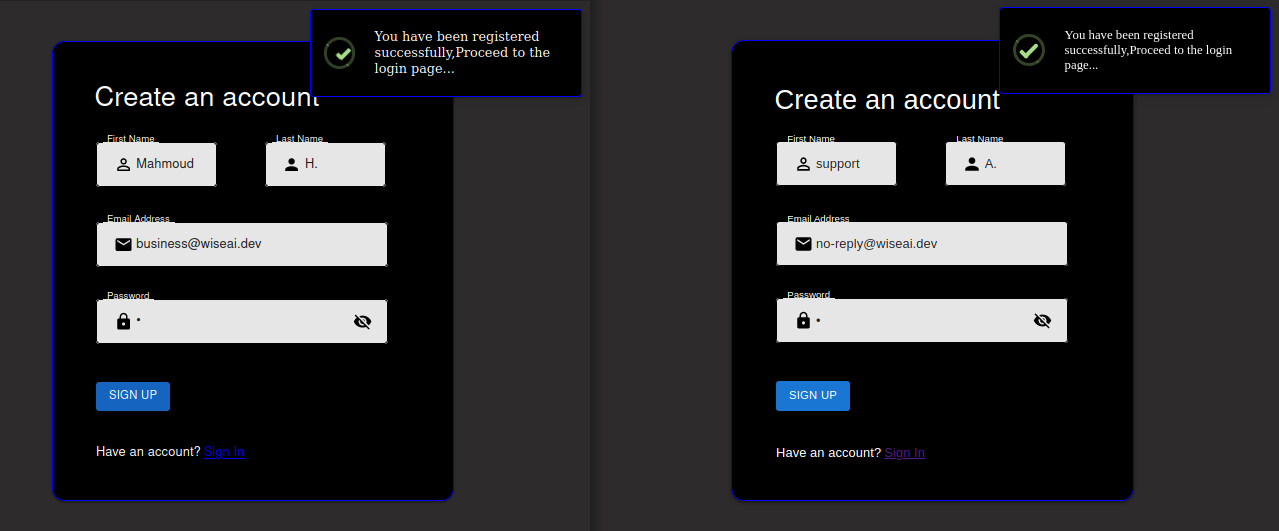 You have been registered
successfully,Proceed to the
login page...
Create an account
First Name
Last Name
Mahmoud
H.
Email Address
business@wiseai.dev
Password
•
SIGN UP
Have an account? Sign In
You have been registered
successfully,Proceed to the login
page...
Create an account
First Name
Last Name
support
A.
Email Address
no-reply@wiseai.dev
Password
•
SIGN UP
Have an account? Sign In